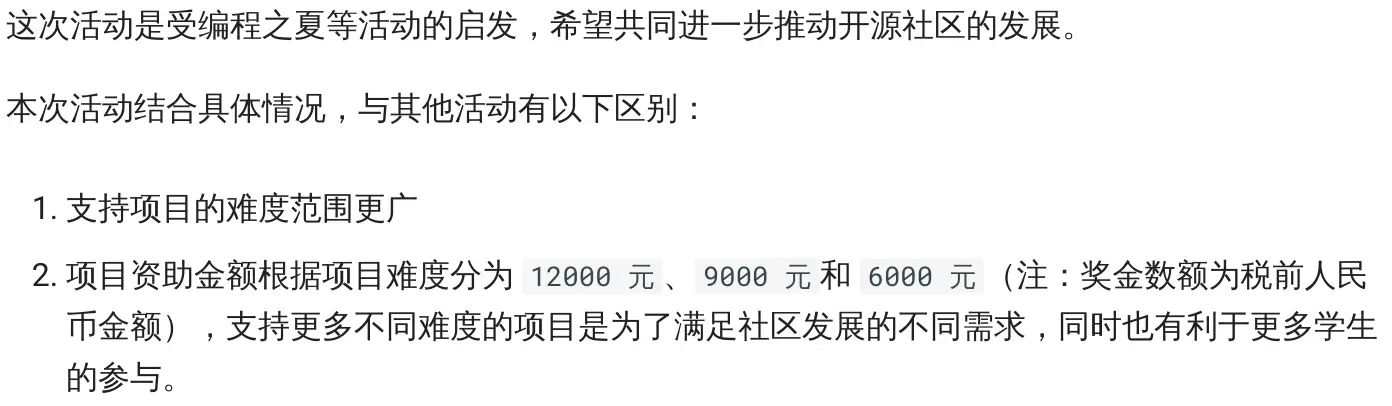 这次活动是受编程之夏等活动的启发，希望共同进一步推动开源社区的发展。
本次活动结合具体情况，与其他活动有以下区别：
1. 支持项目的难度范围更广
2. 项目资助金额根据项目难度分为 12000 元、9000 元和 6000 元（注：奖金数额为税前人民
币金额），支持更多不同难度的项目是为了满足社区发展的不同需求，同时也有利于更多学生
的参与。